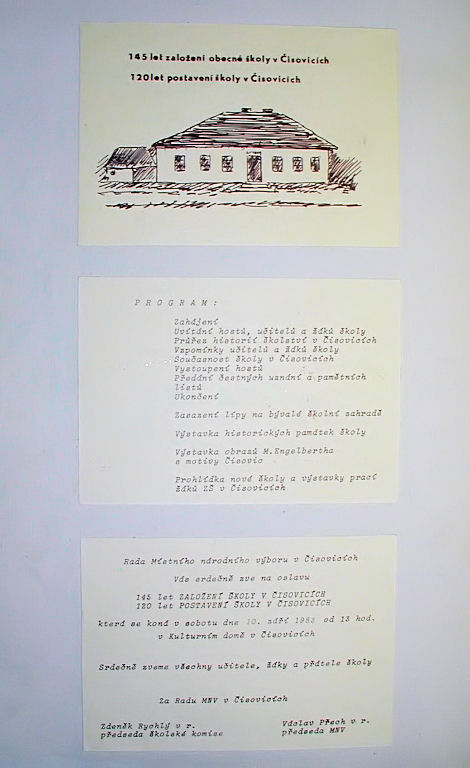 145 let založení obecné školy v Čisovicích
120 let postavení školy v Čisovicích
PROGRAM:
Zahájení
Uvítání hostů, učitelů a žáků školy
Průřez historií školství v Čisovicích
Vzpomínky učitelů a žáků školy
Současnost školy v Čisovicích
Vystoupení hostů
Předání čestných uznání a pamětních
listů
Ukončení
Zasazení lípy na bývalé školní zahradě
Výstavka historických památek školy
Výstavka obrazů M.Engelbertha
s motivy Čisovic
Prohlídka nové školy a výstavky prací
žáků ZŠ v Čisovicích
Rada Místního národního výboru v Čisovicích
Vás srdečně zve na oslavu
145 let ZALOŽENÍ ŠKOLY V ČISOVICÍCH
120 let POSTAVENÍ ŠKOLY V ČISOVICÍCH
která se koná v sobotu dne 10. září 1983 od 13 hod.
v Kulturním domě v Čisovicích
Srdečně zveme všechny učitele, žáky a přátele školy
Za Radu MNV v Čisovicích
Zdeněk Rychlý v r.
předseda školské komise
Václav Přech v r.
předseda MNV